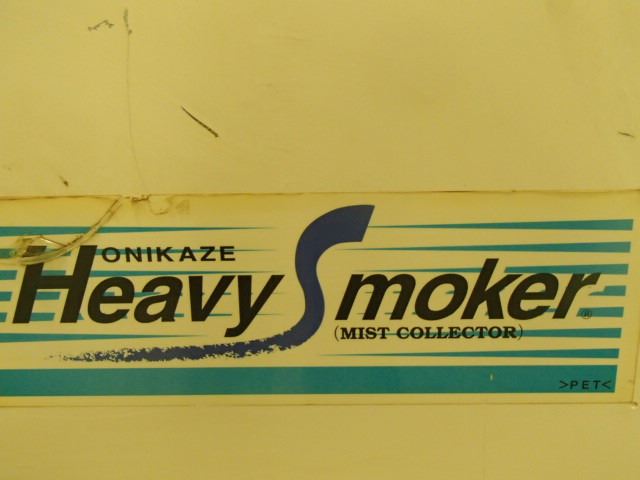 ONIKAZE
Heavy Smoker®
(MIST COLLECTOR)
>PET<